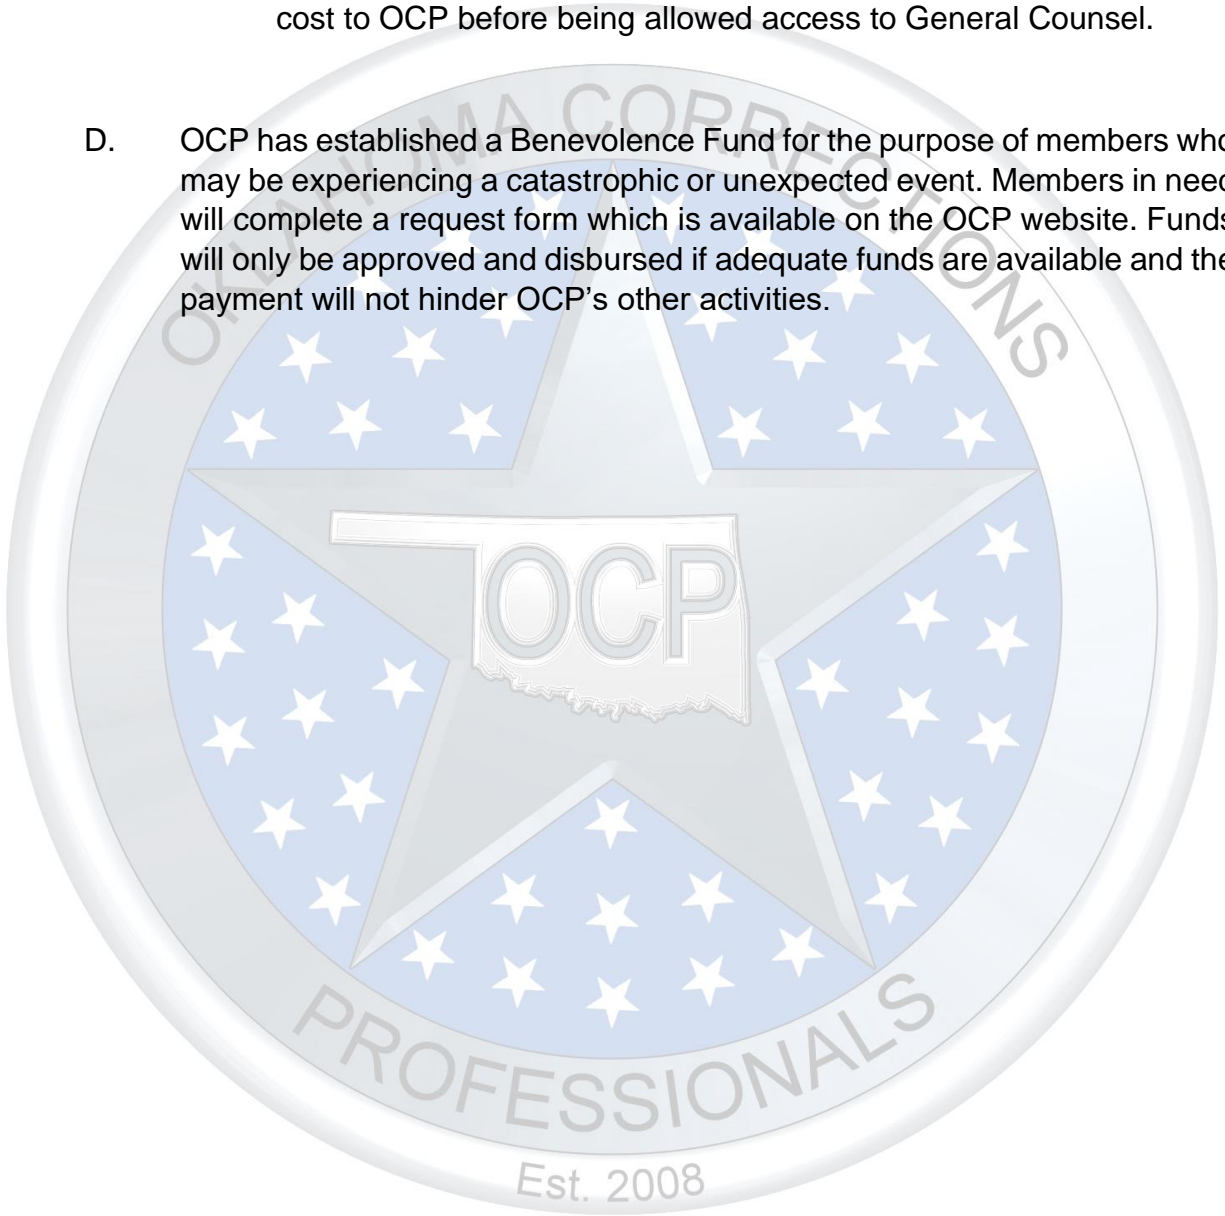 cost to OCP before being allowed access to General Counsel.
D. OCP has established a Benevolence Fund for the purpose of members who
may be experiencing a catastrophic or unexpected event. Members in need
will complete a request form which is available on the OCP website. Funds
will only be approved and disbursed if adequate funds are available and the
payment will not hinder OCP’s other activities.
OKLAHOMA CORRECTIONS
OCP
PROFESSIONALS
Est. 2008